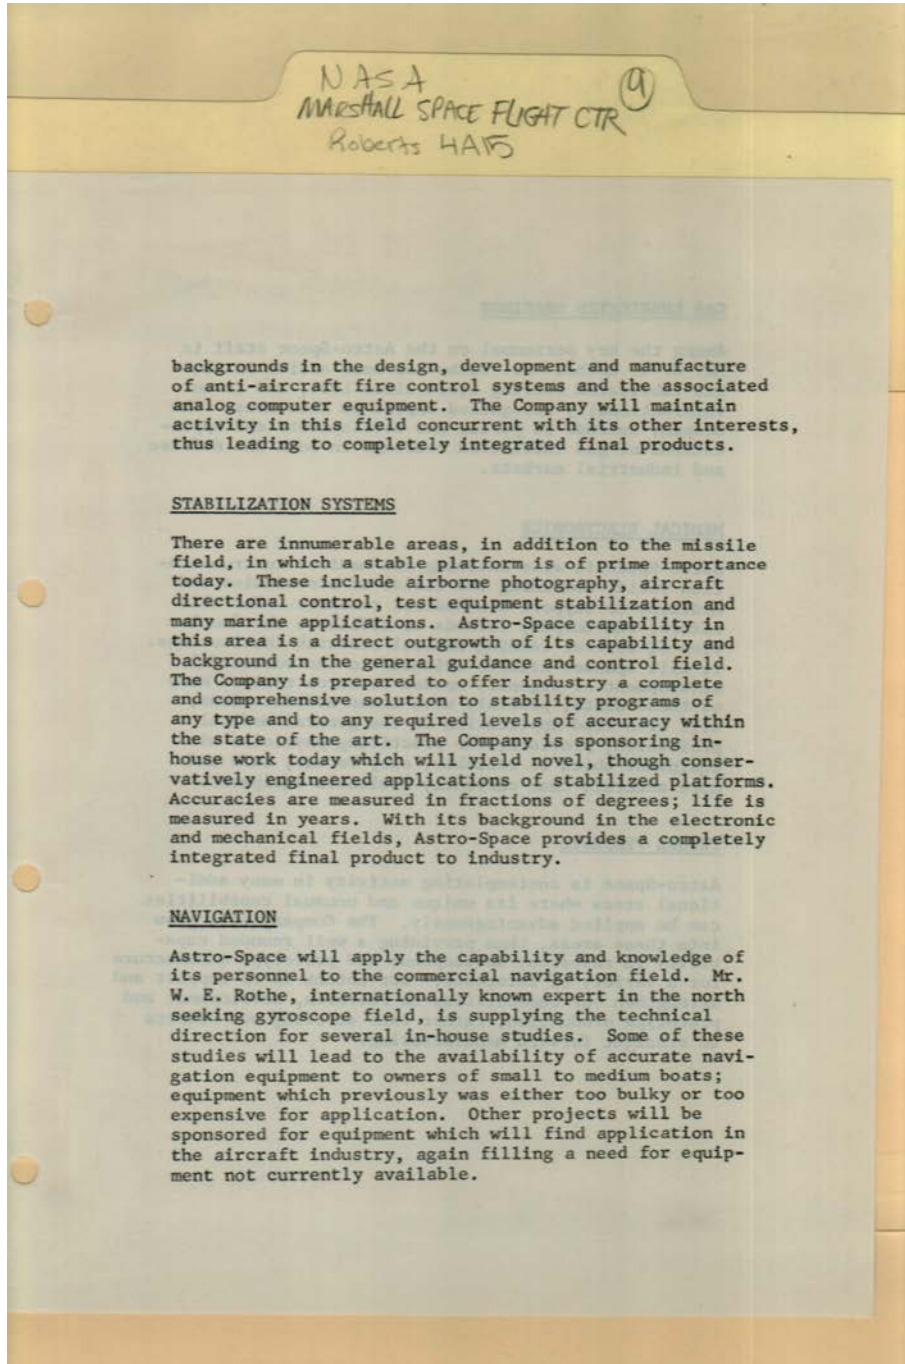 NASA
MARSHALL SPACE FLIGHT CTR 9
Roberts 4A15
backgrounds in the design, development and manufacture
of anti-aircraft fire control systems and the associated
analog computer equipment. The Company will maintain
activity in this field concurrent with its other interests,
thus leading to completely integrated final products.
STABILIZATION SYSTEMS
There are innumerable areas, in addition to the missile
field, in which a stable platform is of prime importance
today. These include airborne photography, aircraft
directional control, test equipment stabilization and
many marine applications. Astro-Space capability in
this area is a direct outgrowth of its capability and
background in the general guidance and control field.
The Company is prepared to offer industry a complete
and comprehensive solution to stability programs of
any type and to any required levels of accuracy within
the state of the art. The Company is sponsoring in-
house work today which will yield novel, though conser-
vatively engineered applications of stabilized platforms.
Accuracies are measured in fractions of degrees; life is
measured in years. With its background in the electronic
and mechanical fields, Astro-Space provides a completely
integrated final product to industry.
NAVIGATION
Astro-Space will apply the capability and knowledge of
its personnel to the commercial navigation field. Mr.
W. E. Rothe, internationally known expert in the north
seeking gyroscope field, is supplying the technical
direction for several in-house studies. Some of these
studies will lead to the availability of accurate navi-
gation equipment to owners of small to medium boats;
equipment which previously was either too bulky or too
expensive for application. Other projects will be
sponsored for equipment which will find application in
the aircraft industry, again filling a need for equip-
ment not currently available.